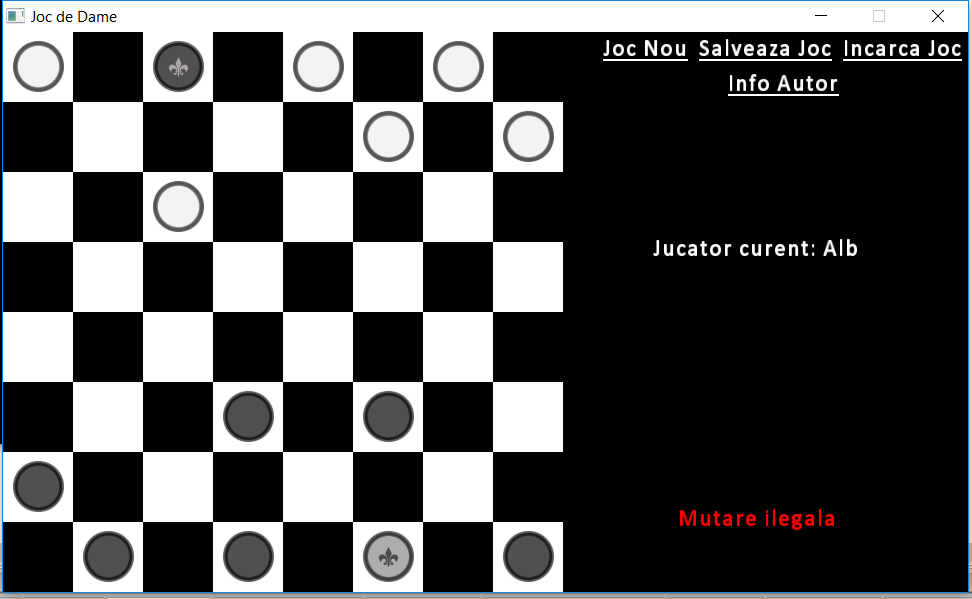 Joc de Dame
Joc Nou Salveaza Joc Incarca Joc
Info Autor
Jucator curent: Alb
Mutare ilegala